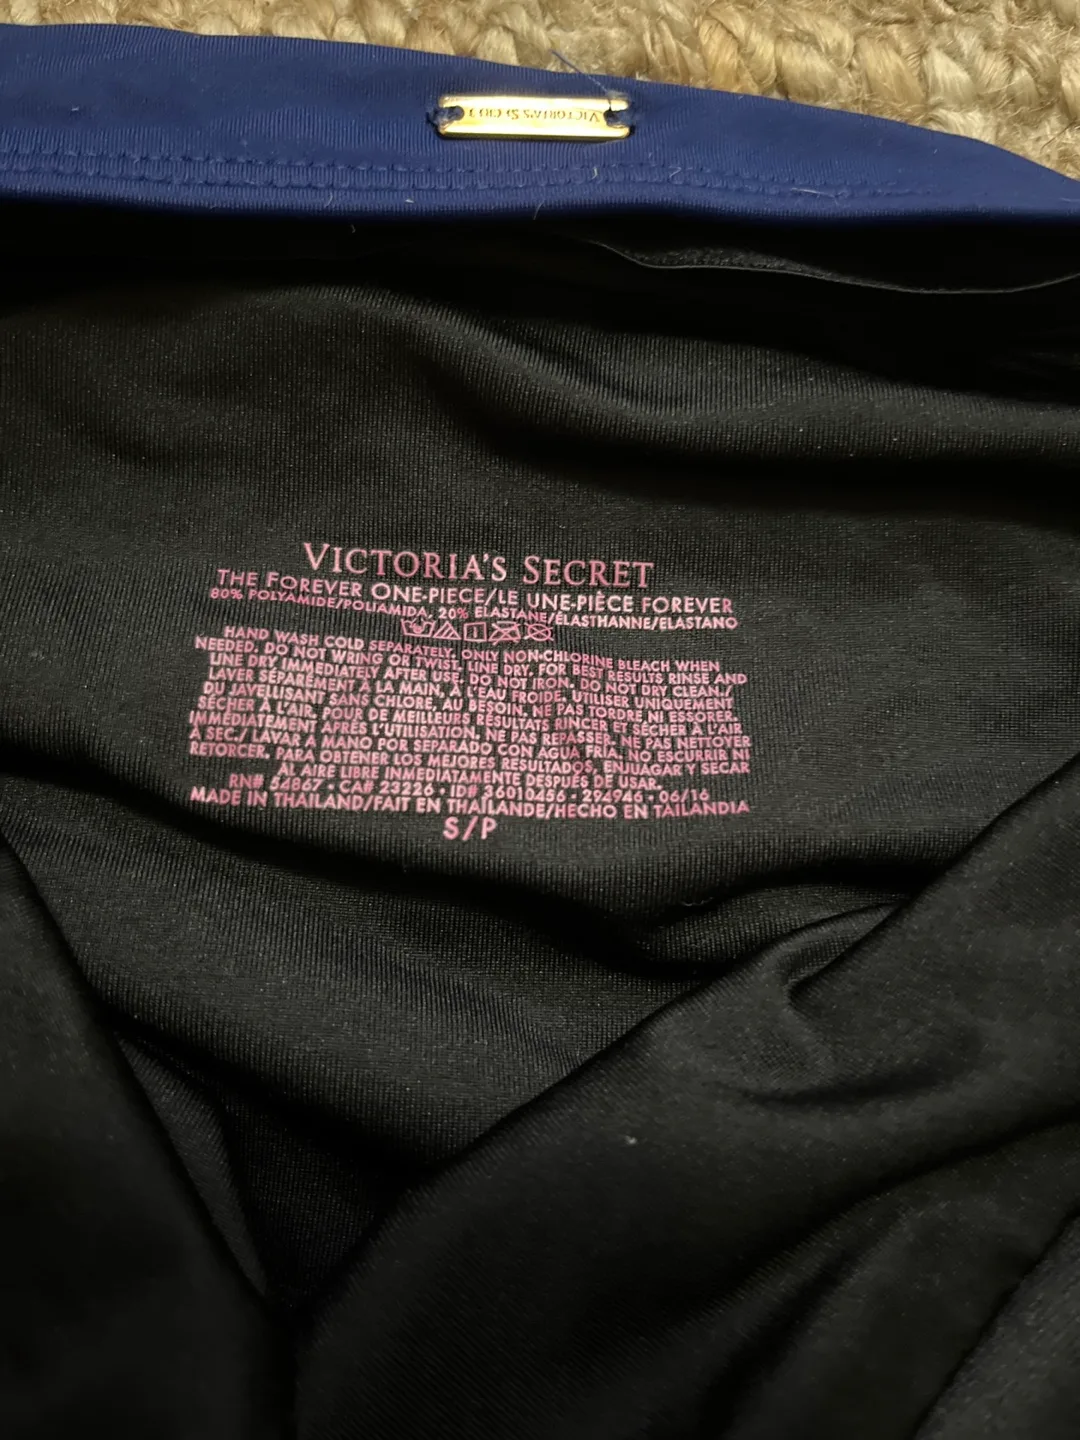 VICTORIA'S SECRET
VICTORIA'S SECRET
THE FOREVER ONE-PIECE/LE UNE-PIÈCE FOREVER
80% POLYAMIDE/POLIAMIDA, 20% ELASTANE/ÉLASTHANNE/ELASTANO
HAND WASH COLD SEPARATELY, ONLY NON-CHLORINE BLEACH WHEN
NEEDED, DO NOT WRING OR TWIST, LINE DRY, FOR BEST RESULTS RINSE AND
LINE DRY IMMEDIATELY AFTER USE, DO NOT IRON, DO NOT DRY CLEAN./
LAVER SÉPARÉMENT À LA MAIN, À L'EAU FROIDE, UTILISER UNIQUEMENT
DU JAVELLISANT SANS CHLORE, AU BESOIN, NE PAS TORDRE NI ESSORER,
SÉCHER À L'AIR, POUR DE MEILLEURS RÉSULTATS RINCER ET SÉCHER À L'AIR
IMMÉDIATEMENT APRÈS L'UTILISATION, NE PAS REPASSER, NE PAS NETTOYER
À SEC./ LAVAR A MANO POR SEPARADO CON AGUA FRÍA, NO ESCURRIR NI
RETORCER, PARA OBTENER LOS MEJORES RESULTADOS, ENJUAGAR Y SECAR
AL AIRE LIBRE INMEDIATAMENTE DESPUÉS DE USAR.
RN# 54867 • CA# 23226 • ID# 36010456 • 294946 • 06/16
MADE IN THAILAND/FAIT EN THAÏLANDE/HECHO EN TAILANDIA
S/P